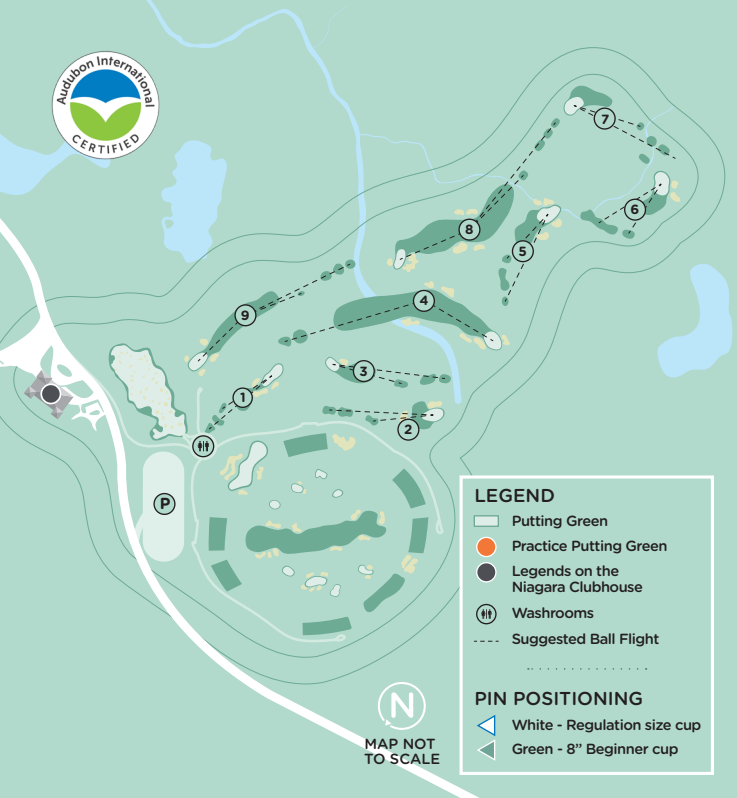 Audubon International
CERTIFIED
7
6
8
5
4
9
3
1
2
P
LEGEND
Putting Green
Practice Putting Green
Legends on the
Niagara Clubhouse
Washrooms
Suggested Ball Flight
PIN POSITIONING
White - Regulation size cup
Green - 8” Beginner cup
N
MAP NOT
TO SCALE